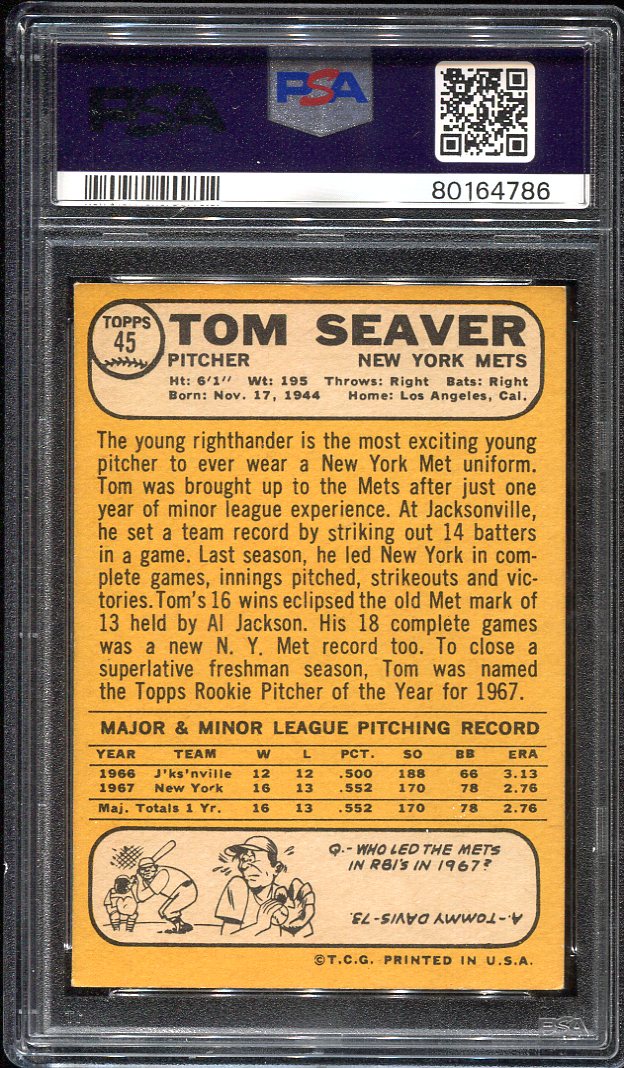 PSA
PSA
80164786
TOPPS
45
TOM SEAVER
PITCHER NEW YORK METS
Ht: 6'1" Wt: 195 Throws: Right Bats: Right
Born: Nov. 17, 1944 Home: Los Angeles, Cal.
The young righthander is the most exciting young
pitcher to ever wear a New York Met uniform.
Tom was brought up to the Mets after just one
year of minor league experience. At Jacksonville,
he set a team record by striking out 14 batters
in a game. Last season, he led New York in com-
plete games, innings pitched, strikeouts and vic-
tories. Tom's 16 wins eclipsed the old Met mark of
13 held by Al Jackson. His 18 complete games
was a new N. Y. Met record too. To close a
superlative freshman season, Tom was named
the Topps Rookie Pitcher of the Year for 1967.
MAJOR & MINOR LEAGUE PITCHING RECORD
YEAR TEAM W L PCT. SO BB ERA
1966 J'ks'nville 12 12 .500 188 66 3.13
1967 New York 16 13 .552 170 78 2.76
Maj. Totals 1 Yr. 16 13 .552 170 78 2.76
Q.-WHO LED THE METS
IN RBI'S IN 1967?
A.-TOMMY DAVIS-73.
©T.C.G. PRINTED IN U.S.A.
PSA